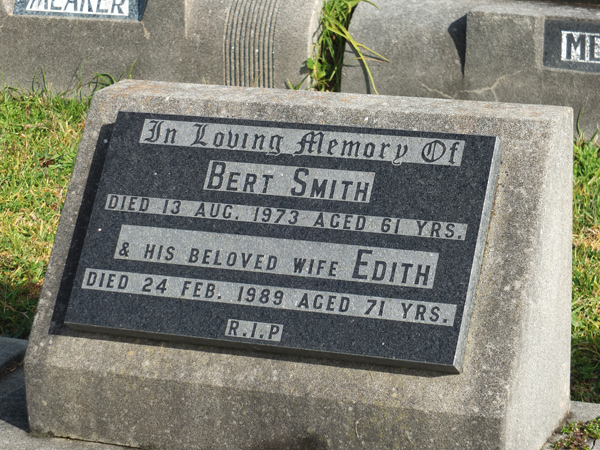 MEAKER
In Loving Memory Of
BERT SMITH
DIED 13 AUG. 1973 AGED 61 YRS.
& HIS BELOVED WIFE EDITH
DIED 24 FEB. 1989 AGED 71 YRS.
R.I.P